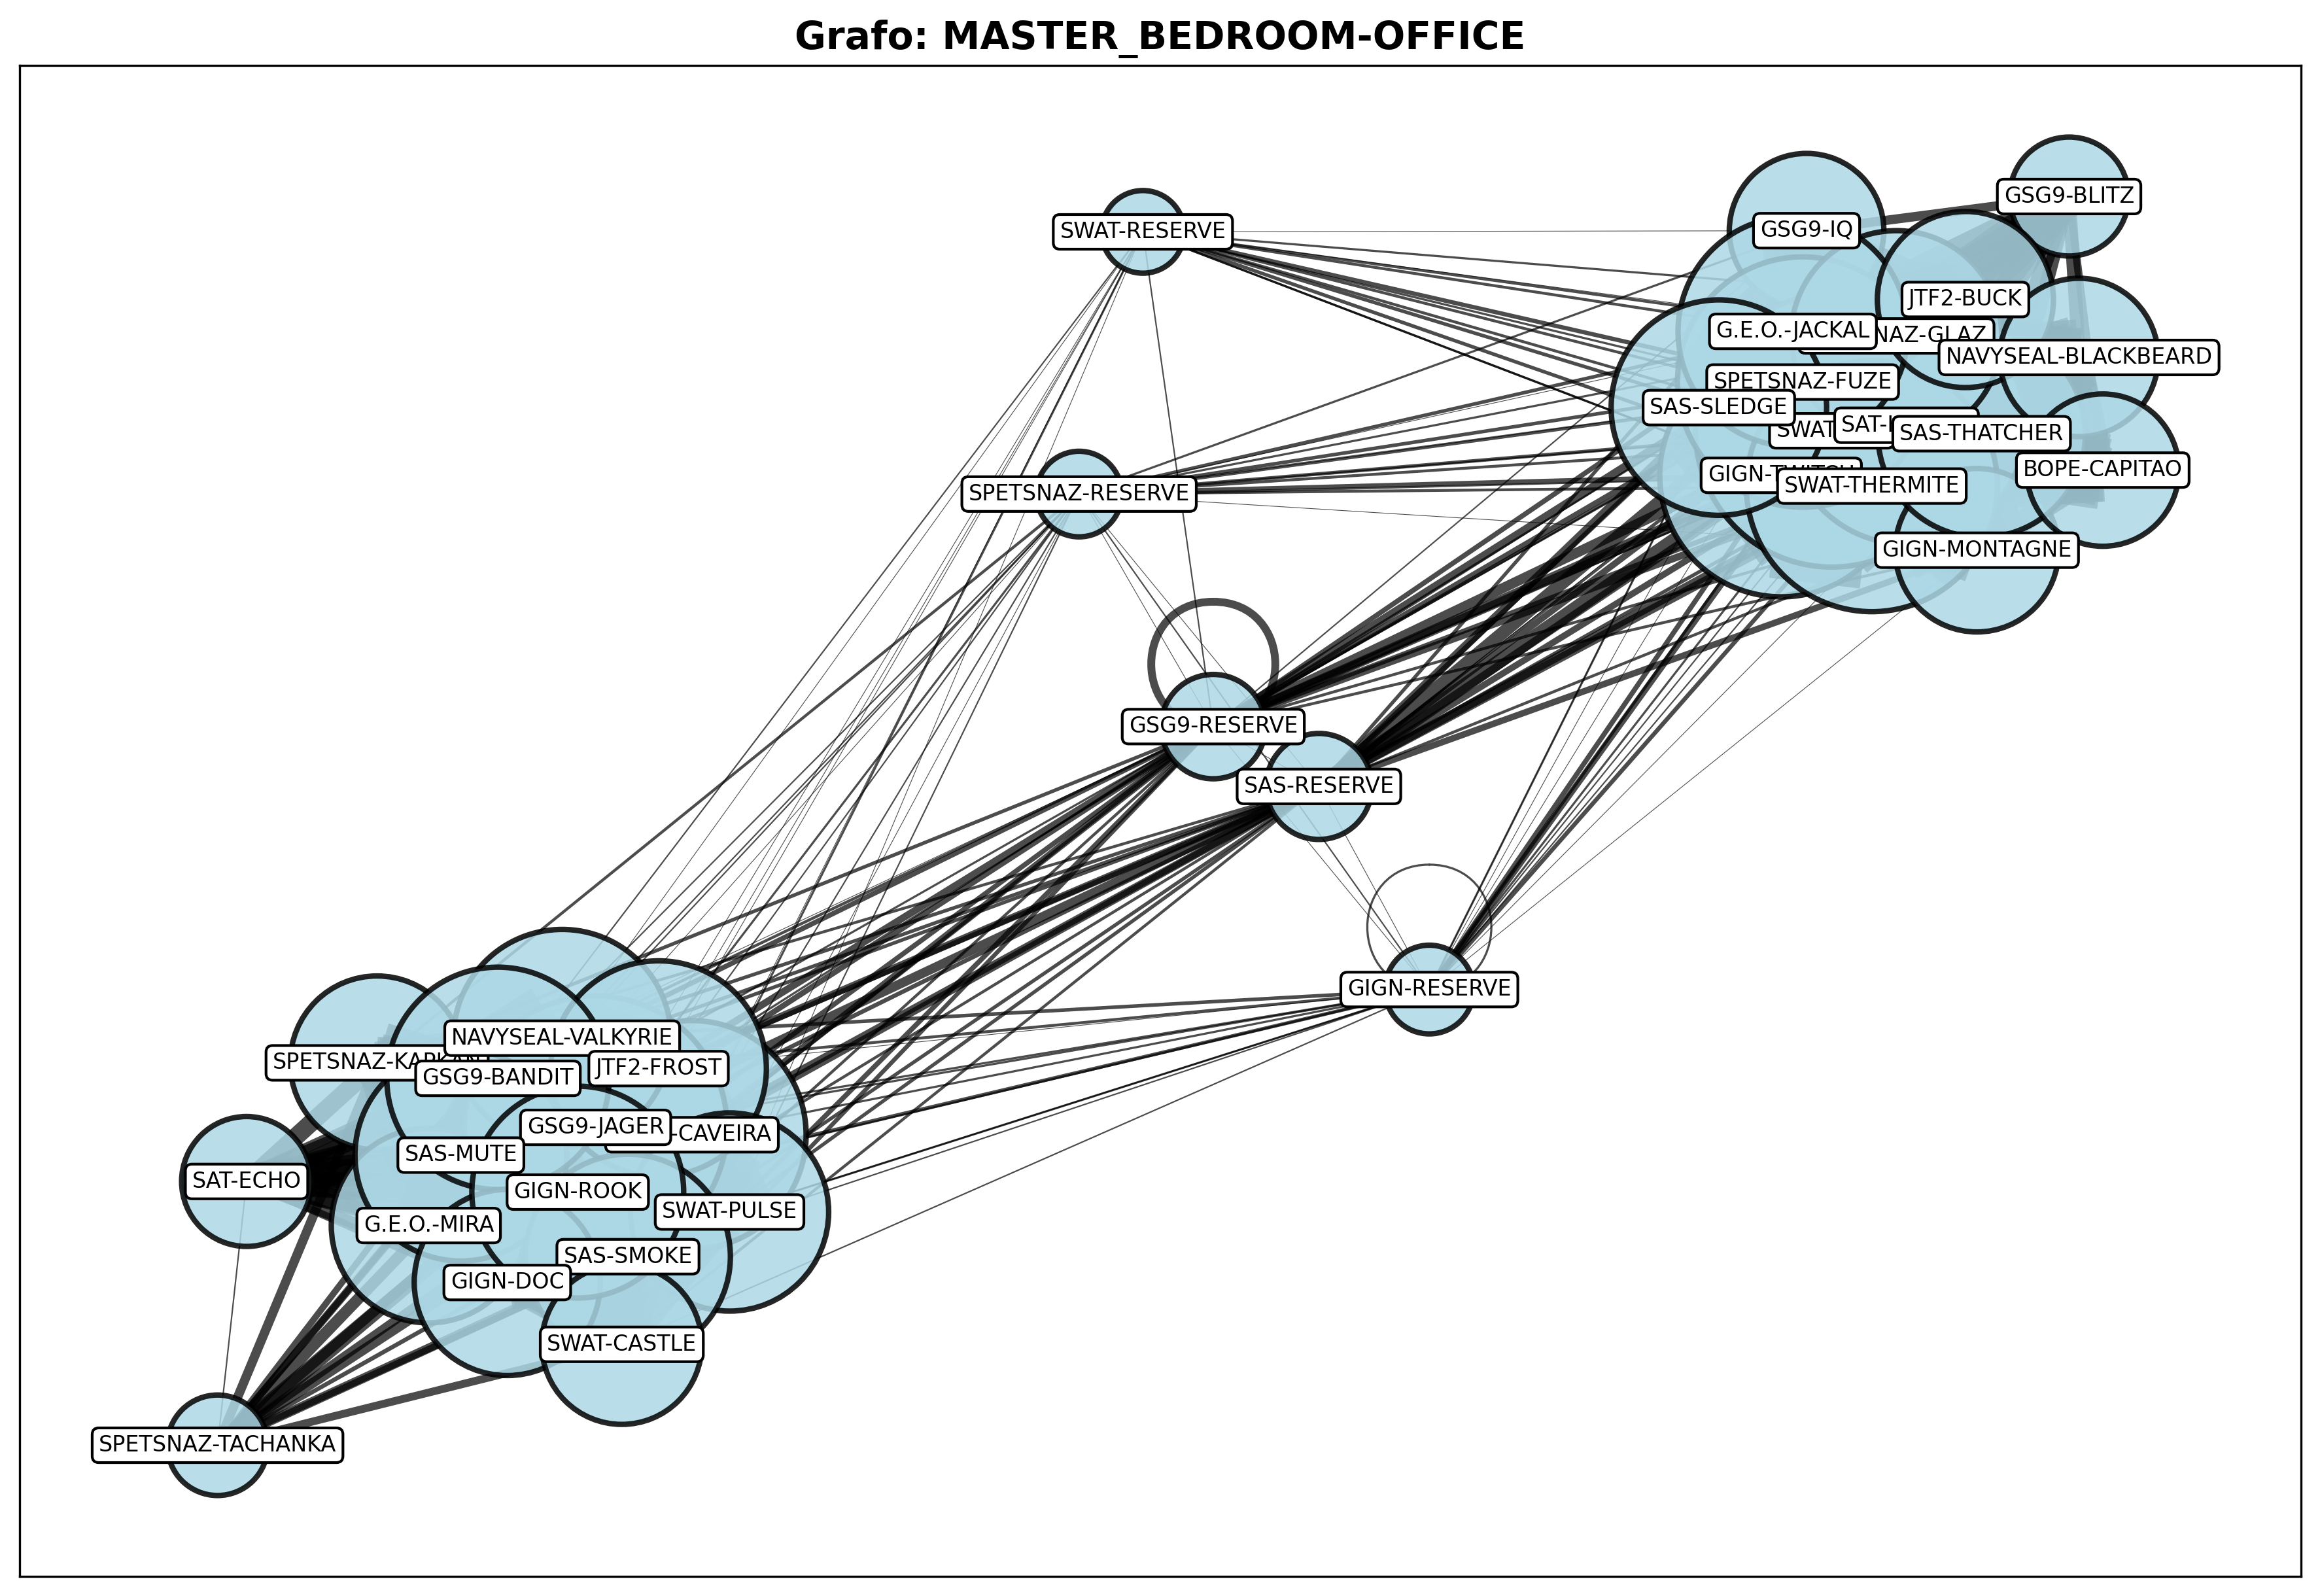 Grafo: MASTER_BEDROOM-OFFICE
GSG9-BLITZ
SWAT-RESERVE
GSG9-IQ
JTF2-BUCK
G.E.O.-JACKAL
NAZ-GLAZ
NAVYSEAL-BLACKBEARD
SPETSNAZ-FUZE
SAS-SLEDGE
SWAT
SAT-
SAS-THATCHER
BOPE-CAPITAO
GIGN-
SWAT-THERMITE
SPETSNAZ-RESERVE
GIGN-MONTAGNE
GSG9-RESERVE
SAS-RESERVE
GIGN-RESERVE
NAVYSEAL-VALKYRIE
SPETSNAZ-KAPKAN
JTF2-FROST
GSG9-BANDIT
GSG9-JAGER
-CAVEIRA
SAS-MUTE
SAT-ECHO
GIGN-ROOK
SWAT-PULSE
G.E.O.-MIRA
SAS-SMOKE
GIGN-DOC
SWAT-CASTLE
SPETSNAZ-TACHANKA